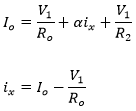 I_o = V_1/R_o + αi_x + V_1/R_2
i_x = I_o − V_1/R_o